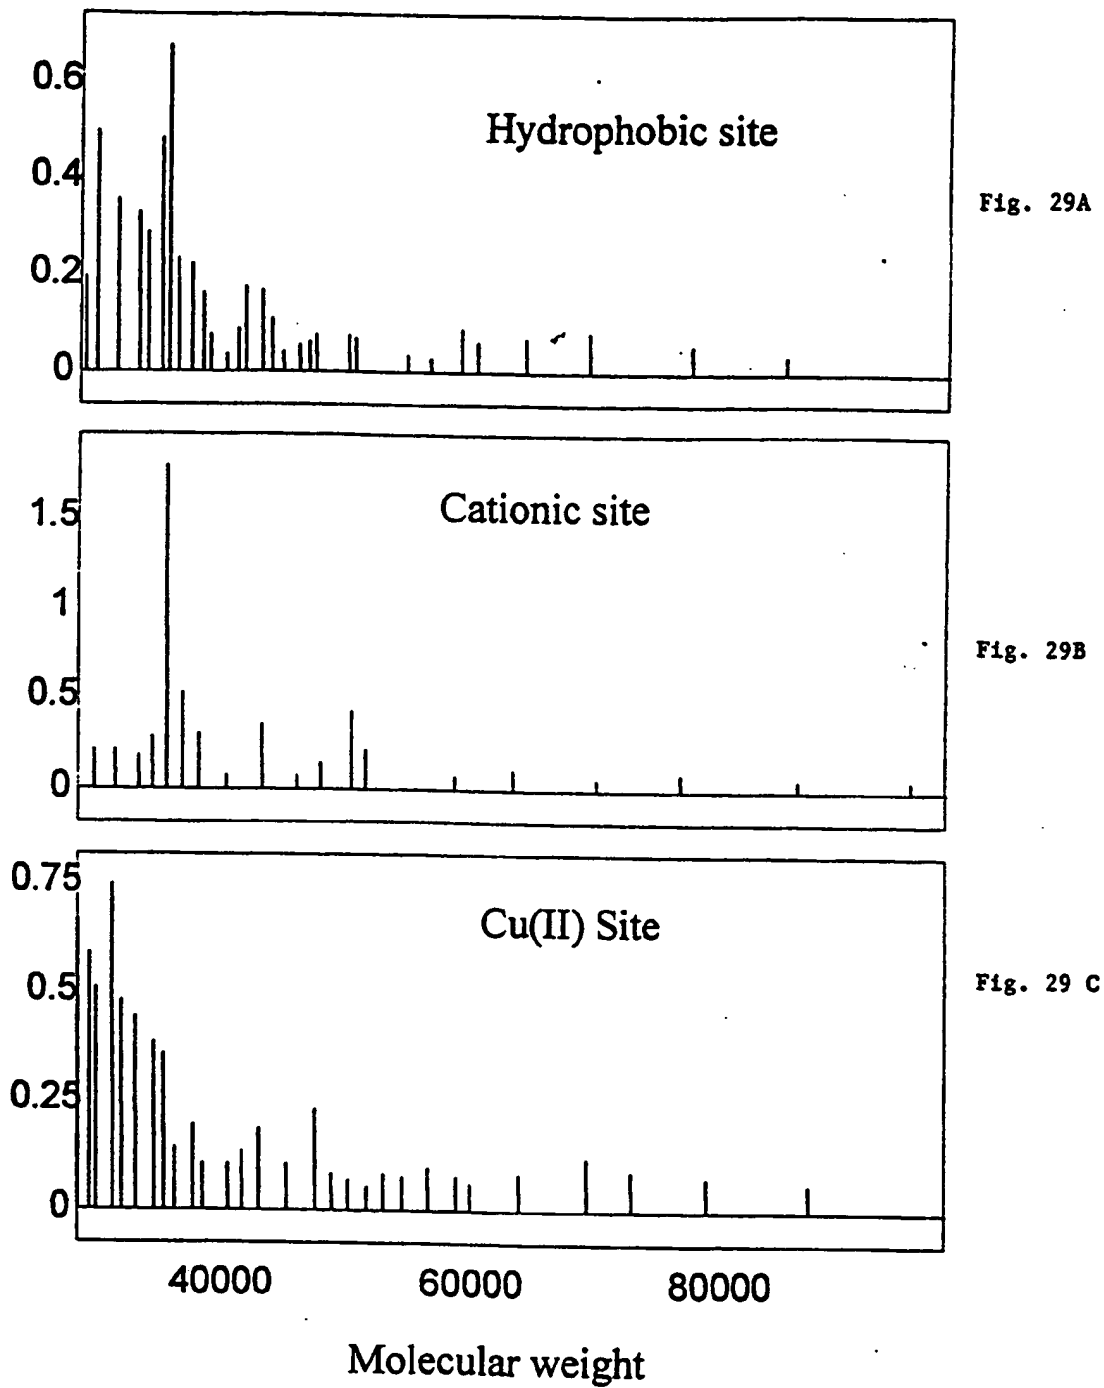 0.6
0.4
0.2
0
Hydrophobic site
Fig. 29A
1.5
1
0.5
0
Cationic site
Fig. 29B
0.75
0.5
0.25
0
Cu(II) Site
Fig. 29 C
40000 60000 80000
Molecular weight